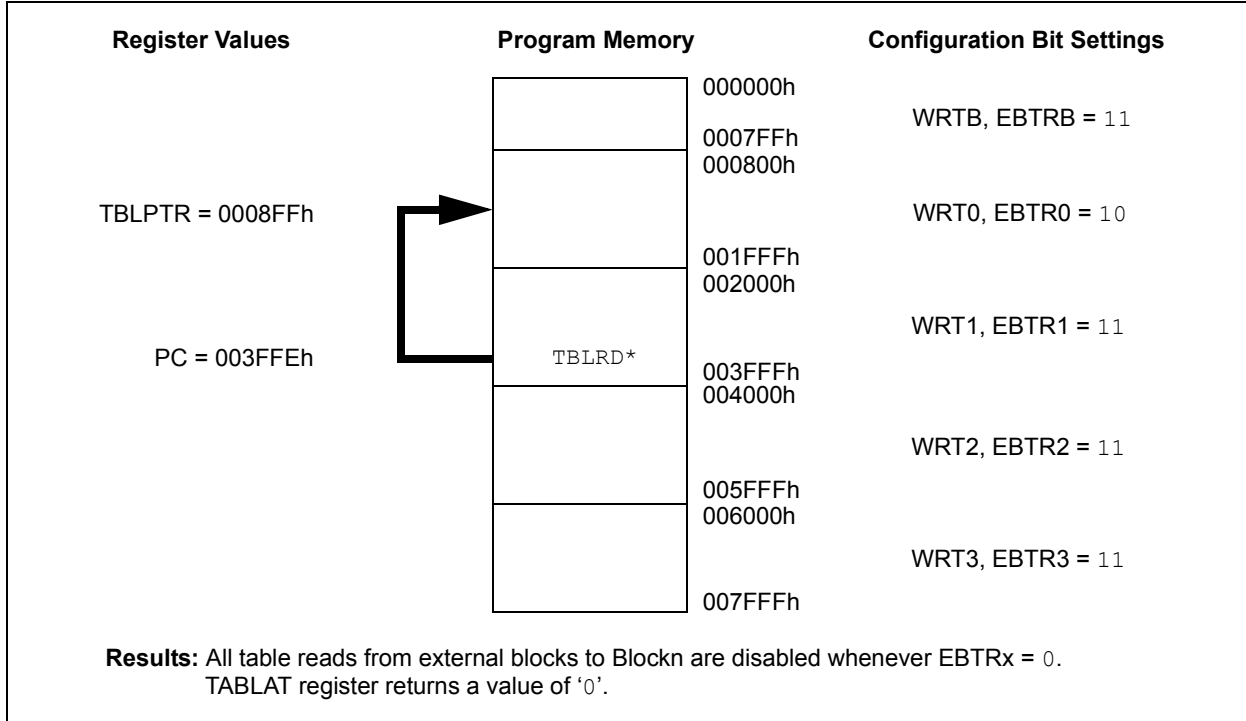 Register Values Program Memory Configuration Bit Settings
000000h
WRTB, EBTRB = 11
0007FFh
000800h
TBLPTR = 0008FFh
WRT0, EBTR0 = 10
001FFFh
002000h
WRT1, EBTR1 = 11
PC = 003FFEh
TBLRD*
003FFFh
004000h
WRT2, EBTR2 = 11
005FFFh
006000h
WRT3, EBTR3 = 11
007FFFh
Results: All table reads from external blocks to Blockn are disabled whenever EBTRx = 0.
TABLAT register returns a value of ‘0’.